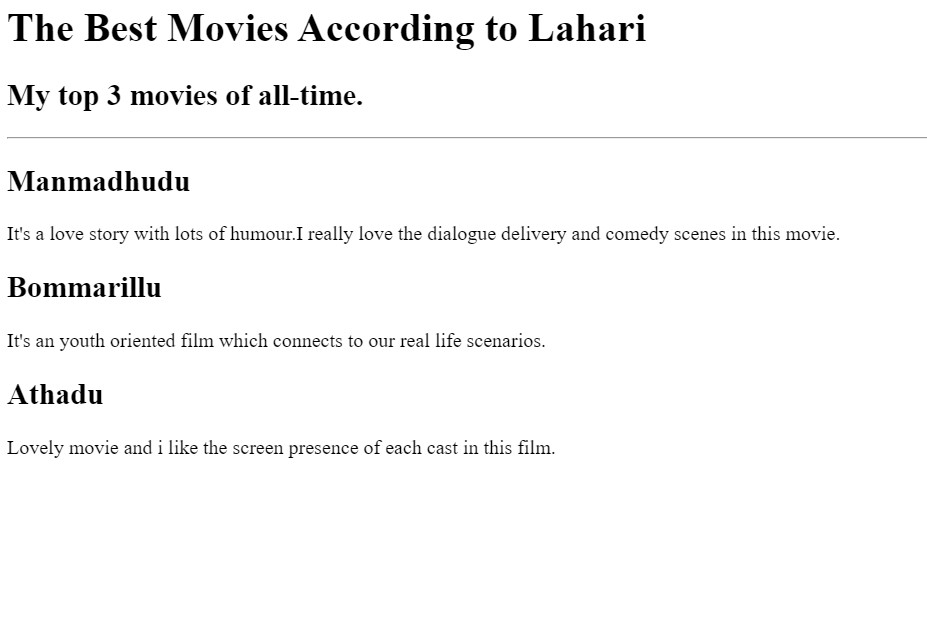 The Best Movies According to Lahari
My top 3 movies of all-time.
Manmadhudu
It's a love story with lots of humour.I really love the dialogue delivery and comedy scenes in this movie.
Bommarillu
It's an youth oriented film which connects to our real life scenarios.
Athadu
Lovely movie and i like the screen presence of each cast in this film.